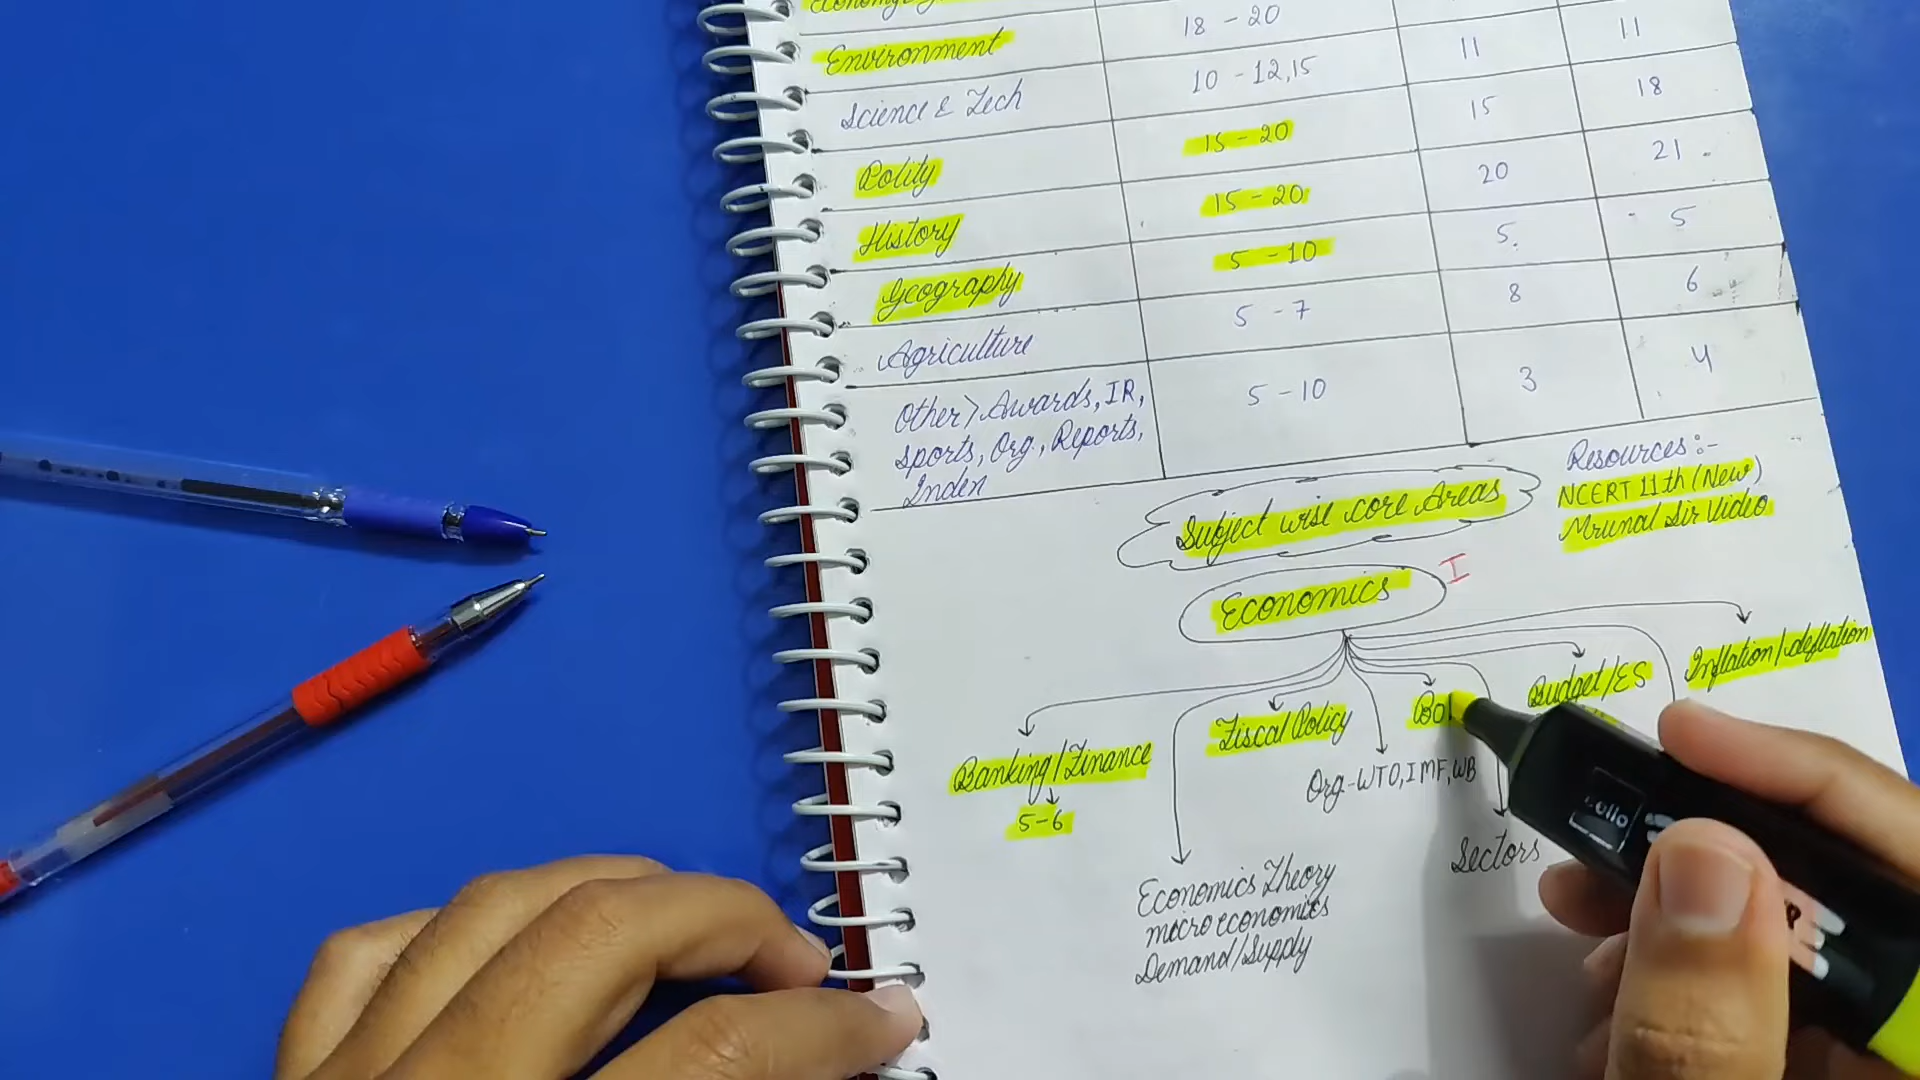 Environment 18 - 20 11 11
Science & Tech 10 - 12,15 15 18
Polity 15 - 20 20 21
History 15 - 20 5 5
Geography 5 - 10 8 6
Agriculture 5 - 7 3 4
Other > Awards, IR, 5 - 10
Sports, Org., Reports,
Inden
Resources :-
NCERT 11th (New)
Mrunal Sir Video
Subject wise core Areas
Economics I
Inflation/deflation
Budget/ES
Fiscal Policy
Banking/Finance
5-6
Org-WTO, IMF, WB
Sectors
Economics Theory
micro economics
Demand/Supply
cello